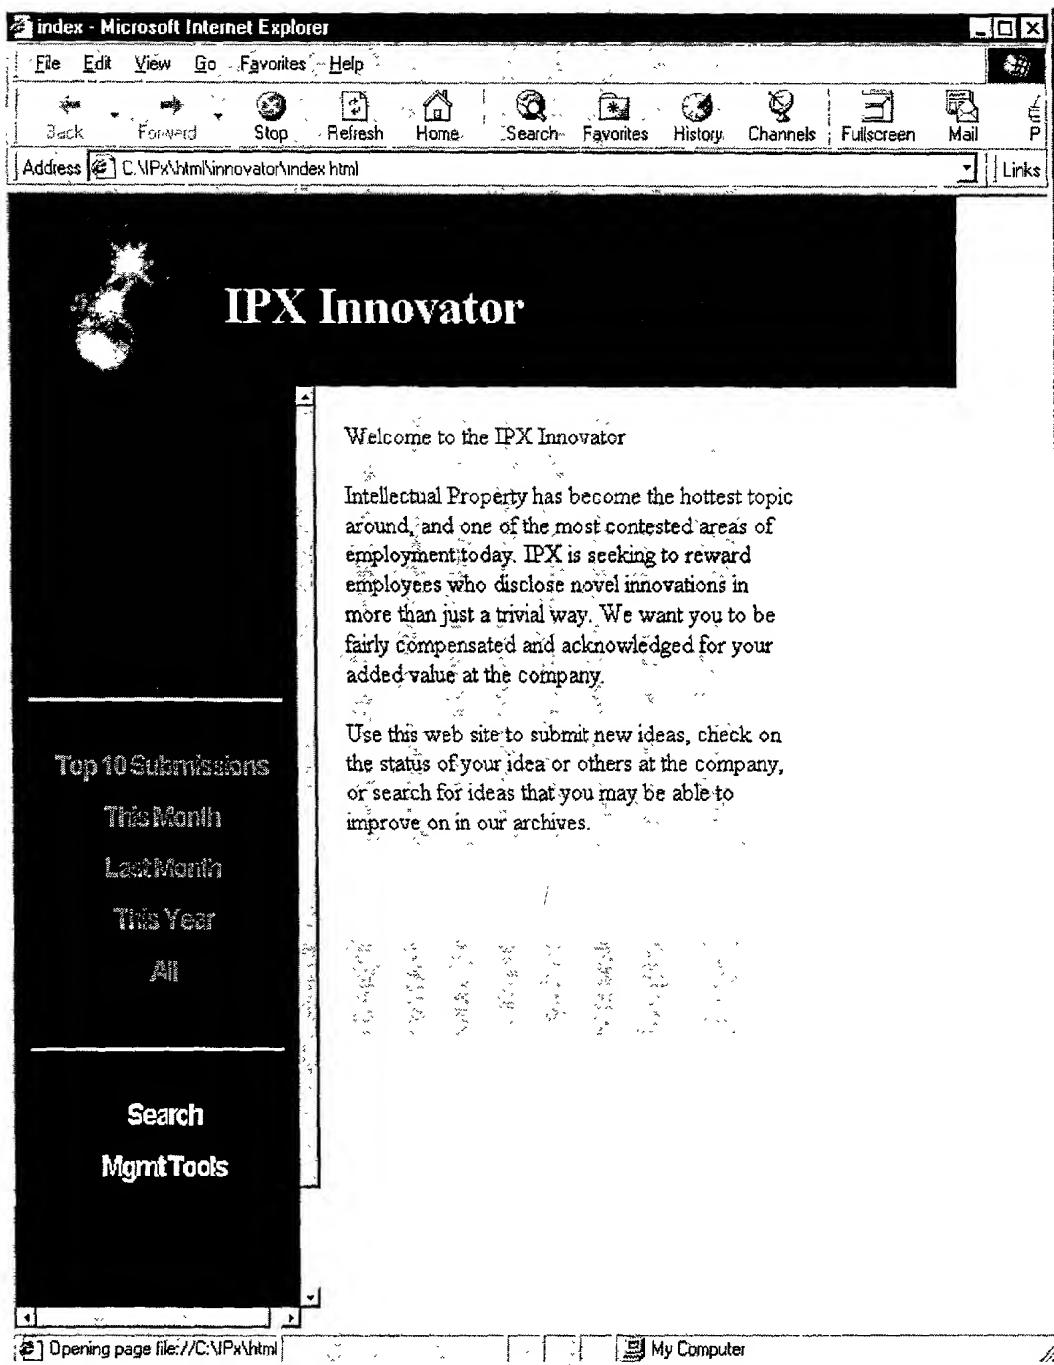 index - Microsoft Internet Explorer
File Edit View Go Favorites Help
Back Forward Stop Refresh Home Search Favorites History Channels Fullscreen Mail P
Address C:\IPx\html\innovator\index.html Links
IPX Innovator
Welcome to the IPX Innovator
Intellectual Property has become the hottest topic
around, and one of the most contested areas of
employment today. IPX is seeking to reward
employees who disclose novel innovations in
more than just a trivial way. We want you to be
fairly compensated and acknowledged for your
added value at the company.
Use this web site to submit new ideas, check on
the status of your idea or others at the company,
or search for ideas that you may be able to
improve on in our archives.
Top 10 Submissions
This Month
Last Month
This Year
All
Search
Mgmt Tools
Opening page file://C:\IPx\html My Computer